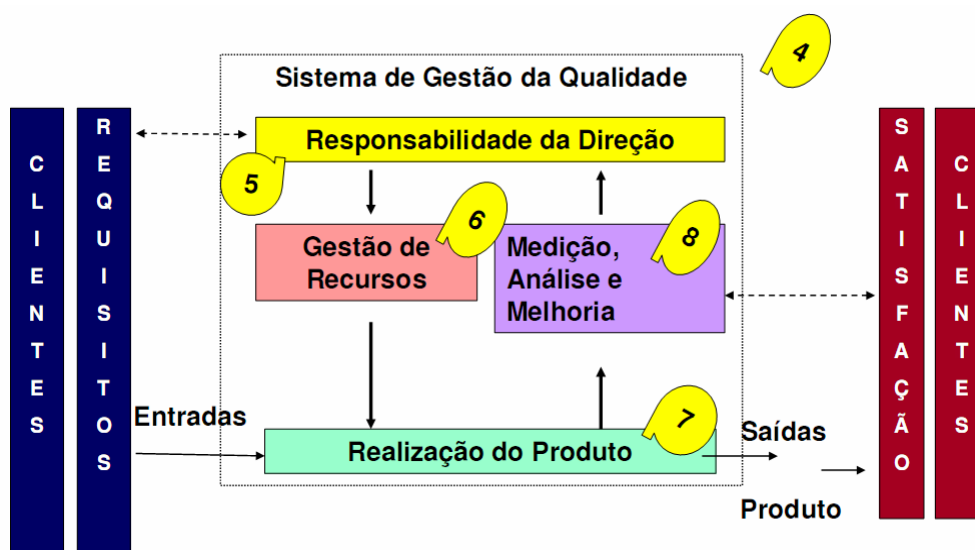 4
Sistema de Gestão da Qualidade
CLIENTES
REQUISITOS
Responsabilidade da Direção
5
6
Gestão de
Recursos
8
Medição,
Análise e
Melhoria
Entradas
7
Realização do Produto
Saídas
Produto
SATISFAÇÃO
CLIENTES